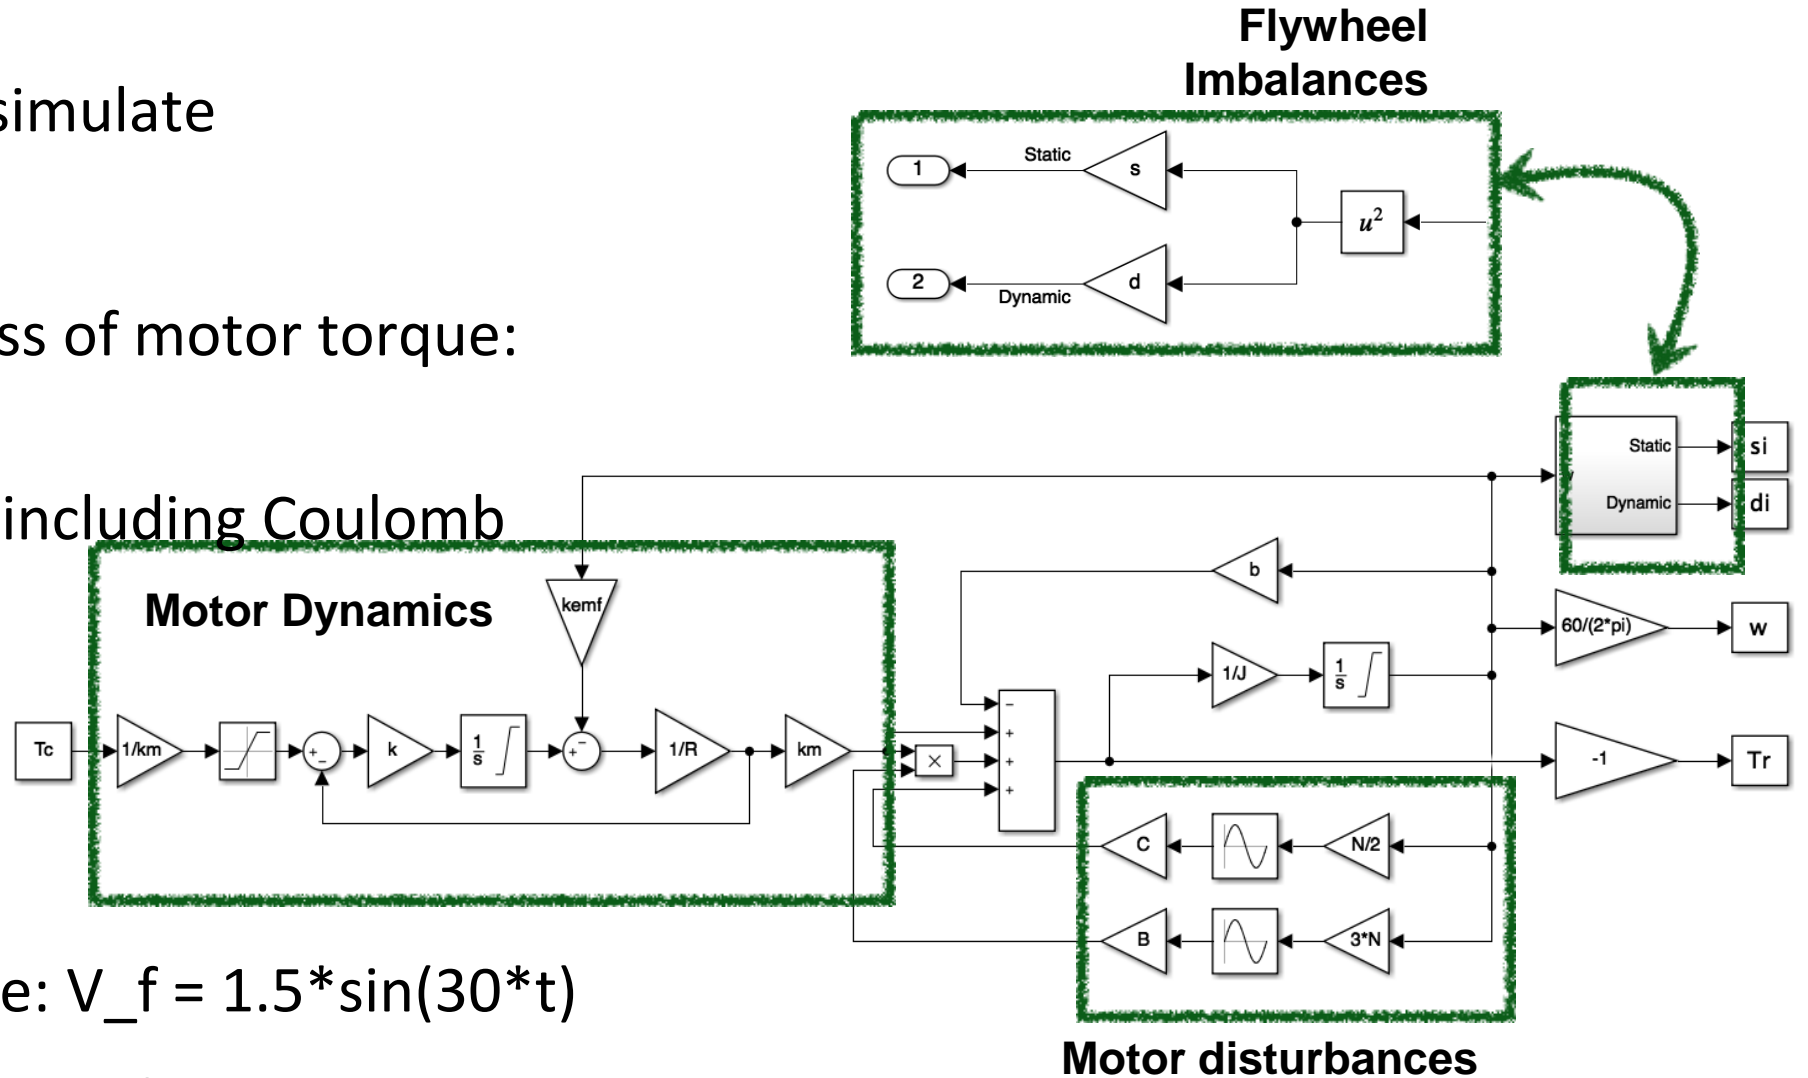 Flywheel
Imbalances
simulate
Static
1
s
u²
2
d
Dynamic
ss of motor torque:
Static
si
Dynamic
di
including Coulomb
b
kemf
Motor Dynamics
60/(2*pi)
w
1/J
1
s
−
+
Tc
1/km
+
−
k
1
s
+
−
1/R
km
×
+
-1
Tr
+
C
N/2
B
3*N
e: V_f = 1.5*sin(30*t)
Motor disturbances